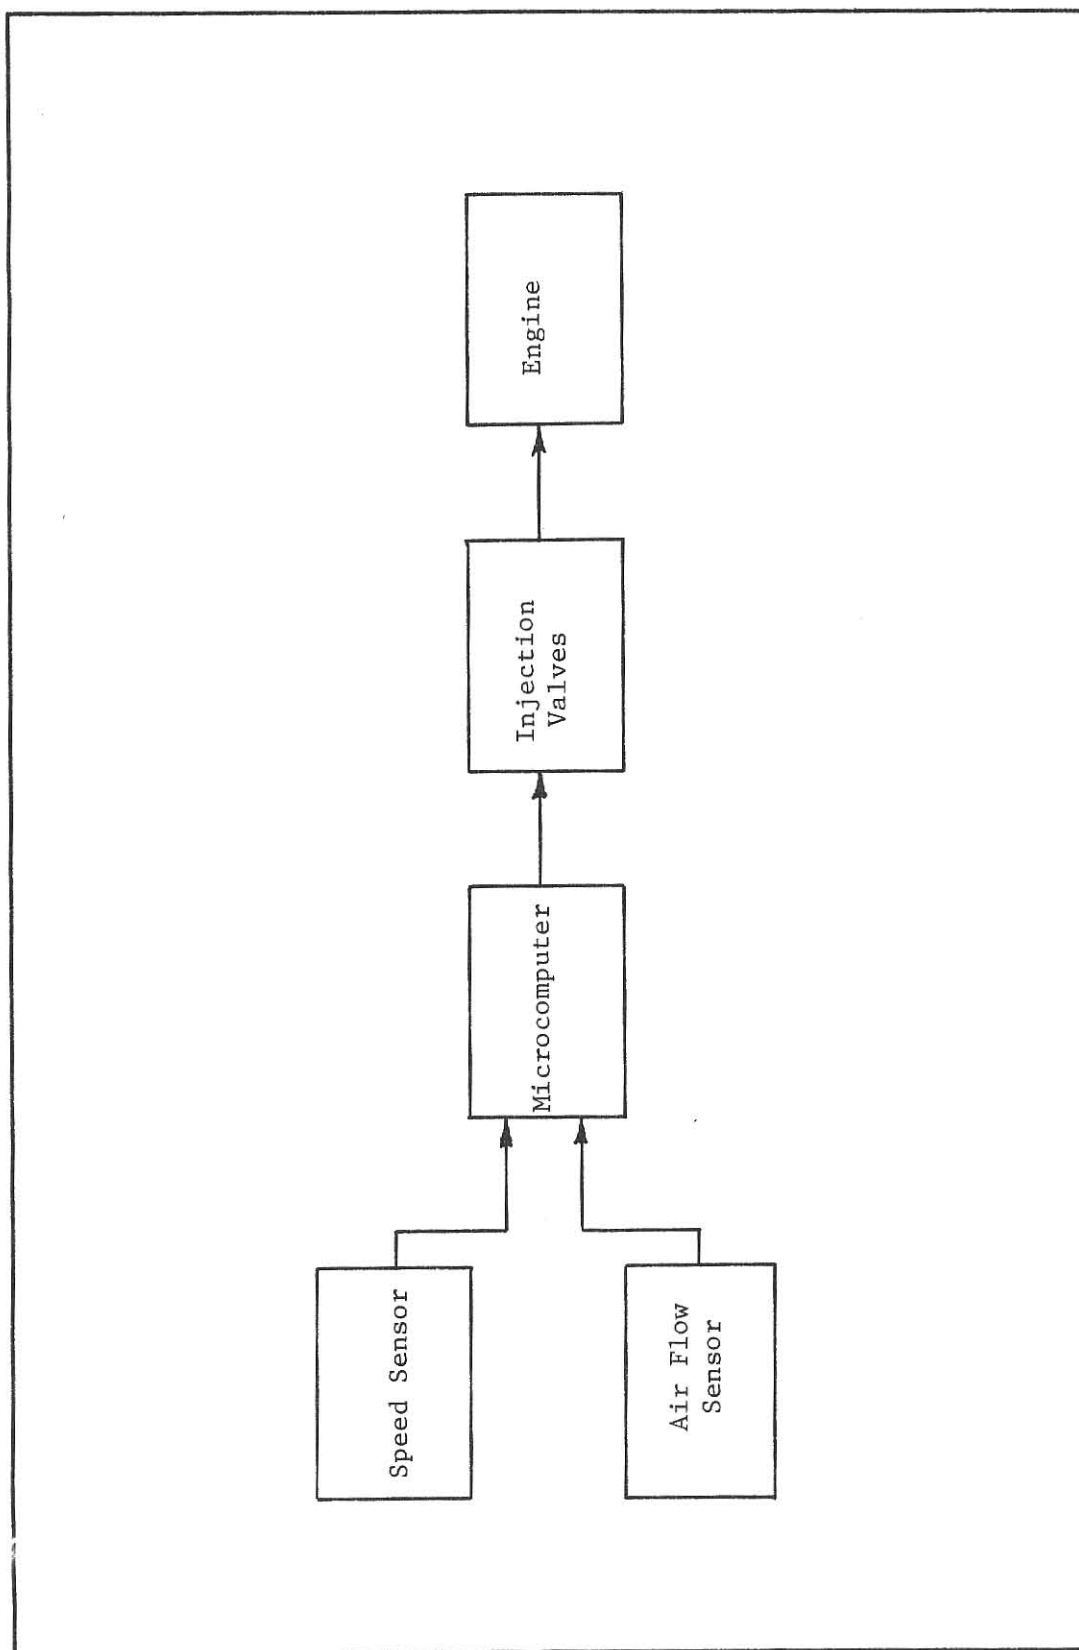 Speed Sensor
Air Flow
Sensor
Microcomputer
Injection
Valves
Engine